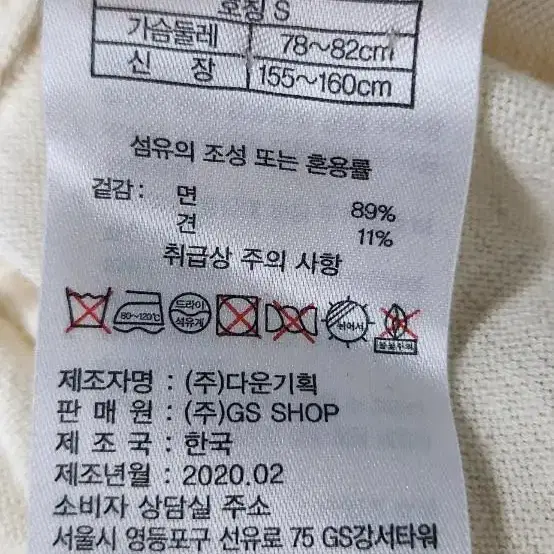 호칭 S
가슴둘레 78~82cm
신 장 155~160cm
섬유의 조성 또는 혼용률
겉감 : 면 89%
견 11%
취급상 주의 사항
80~120℃ 드라이 석유계 뉘어서 불꽃주의
제조자명 : (주)다운기획
판 매 원 : (주)GS SHOP
제 조 국 : 한국
제조년월 : 2020.02
소비자 상담실 주소
서울시 영등포구 선유로 75 GS강서타워